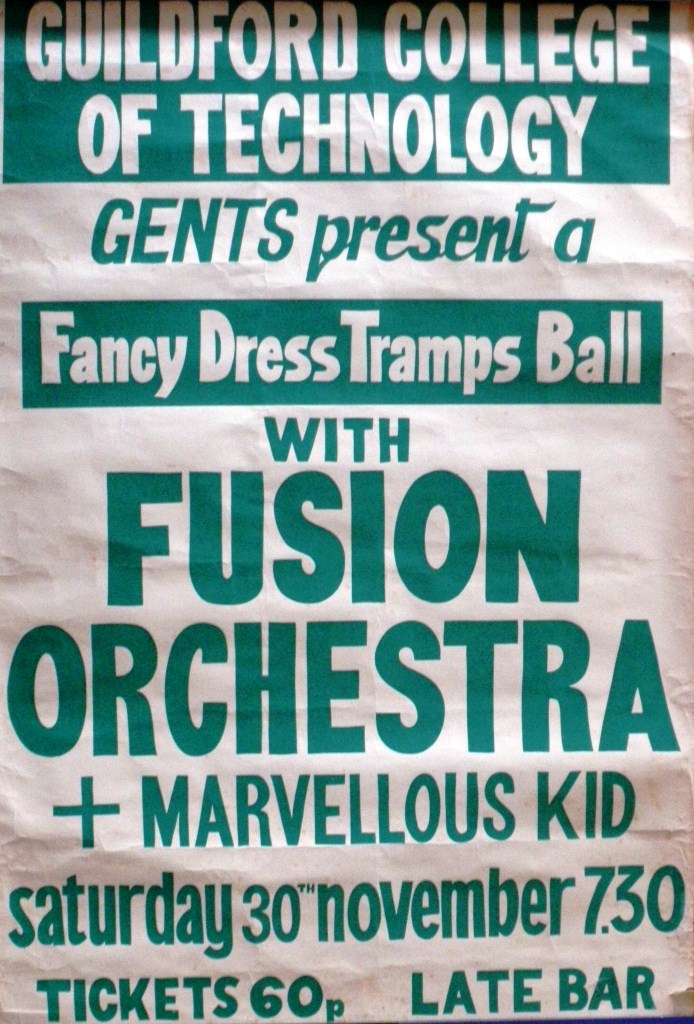 GUILDFORD COLLEGE
OF TECHNOLOGY
GENTS present a
Fancy Dress Tramps Ball
WITH
FUSION
ORCHESTRA
+ MARVELLOUS KID
saturday 30TH november 7.30
TICKETS 60p LATE BAR